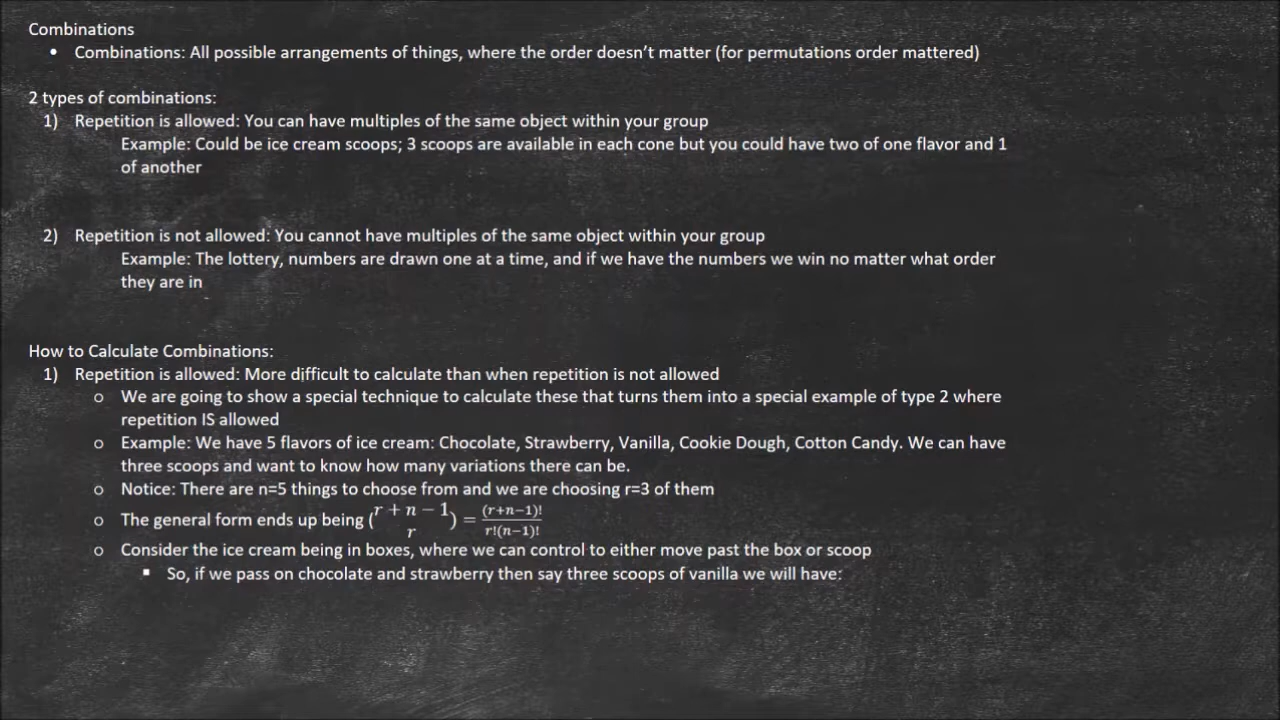 Combinations
• Combinations: All possible arrangements of things, where the order doesn't matter (for permutations order mattered)
2 types of combinations:
1) Repetition is allowed: You can have multiples of the same object within your group
Example: Could be ice cream scoops; 3 scoops are available in each cone but you could have two of one flavor and 1
of another
2) Repetition is not allowed: You cannot have multiples of the same object within your group
Example: The lottery, numbers are drawn one at a time, and if we have the numbers we win no matter what order
they are in
How to Calculate Combinations:
1) Repetition is allowed: More difficult to calculate than when repetition is not allowed
o We are going to show a special technique to calculate these that turns them into a special example of type 2 where
repetition IS allowed
o Example: We have 5 flavors of ice cream: Chocolate, Strawberry, Vanilla, Cookie Dough, Cotton Candy. We can have
three scoops and want to know how many variations there can be.
o Notice: There are n=5 things to choose from and we are choosing r=3 of them
o The general form ends up being (r + n − 1 r) = (r+n−1)! / r!(n−1)!
o Consider the ice cream being in boxes, where we can control to either move past the box or scoop
▪ So, if we pass on chocolate and strawberry then say three scoops of vanilla we will have: